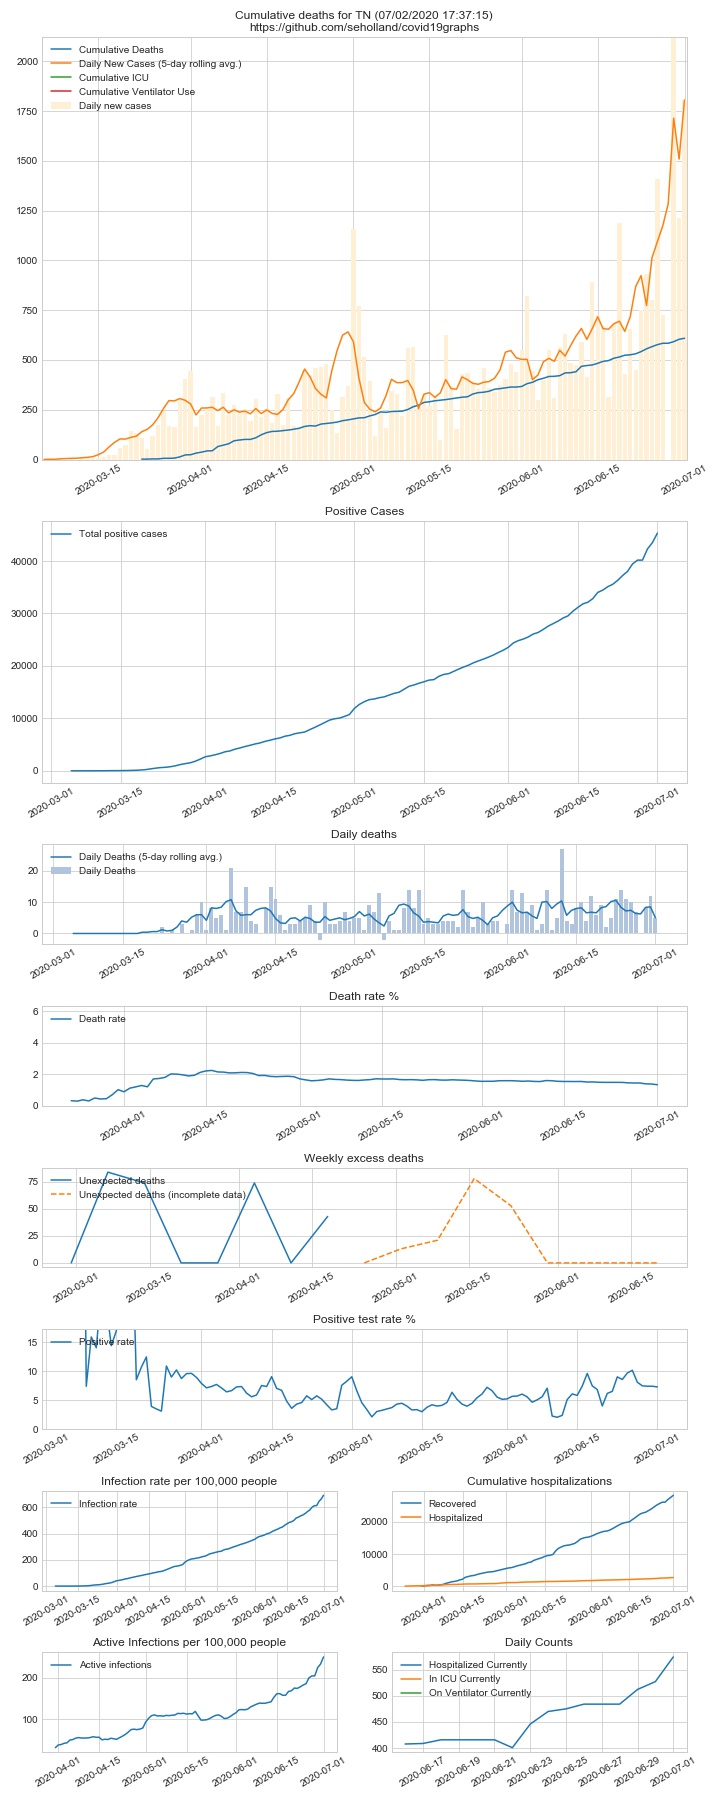 Cumulative deaths for TN (07/02/2020 17:37:15)
https://github.com/seholland/covid19graphs
Cumulative Deaths
Daily New Cases (5-day rolling avg.)
Cumulative ICU
Cumulative Ventilator Use
Daily new cases
2000
1750
1500
1250
1000
750
500
250
0
2020-03-15 2020-04-01 2020-04-15 2020-05-01 2020-05-15 2020-06-01 2020-06-15 2020-07-01
Positive Cases
Total positive cases
40000
30000
20000
10000
0
2020-03-01 2020-03-15 2020-04-01 2020-04-15 2020-05-01 2020-05-15 2020-06-01 2020-06-15 2020-07-01
Daily deaths
Daily Deaths (5-day rolling avg.)
Daily Deaths
20
10
0
2020-03-01 2020-03-15 2020-04-01 2020-04-15 2020-05-01 2020-05-15 2020-06-01 2020-06-15 2020-07-01
Death rate %
Death rate
6
4
2
0
2020-04-01 2020-04-15 2020-05-01 2020-05-15 2020-06-01 2020-06-15 2020-07-01
Weekly excess deaths
Unexpected deaths
Unexpected deaths (incomplete data)
75
50
25
0
2020-03-01 2020-03-15 2020-04-01 2020-04-15 2020-05-01 2020-05-15 2020-06-01 2020-06-15
Positive test rate %
Positive rate
15
10
5
0
2020-03-01 2020-03-15 2020-04-01 2020-04-15 2020-05-01 2020-05-15 2020-06-01 2020-06-15 2020-07-01
Infection rate per 100,000 people
Infection rate
600
400
200
0
2020-03-01 2020-03-15 2020-04-01 2020-04-15 2020-05-01 2020-05-15 2020-06-01 2020-06-15 2020-07-01
Cumulative hospitalizations
Recovered
Hospitalized
20000
10000
0
2020-04-01 2020-04-15 2020-05-01 2020-05-15 2020-06-01 2020-06-15 2020-07-01
Active Infections per 100,000 people
Active infections
200
100
2020-04-01 2020-04-15 2020-05-01 2020-05-15 2020-06-01 2020-06-15 2020-07-01
Daily Counts
Hospitalized Currently
In ICU Currently
On Ventilator Currently
550
500
450
400
2020-06-17 2020-06-19 2020-06-21 2020-06-23 2020-06-25 2020-06-27 2020-06-29 2020-07-01